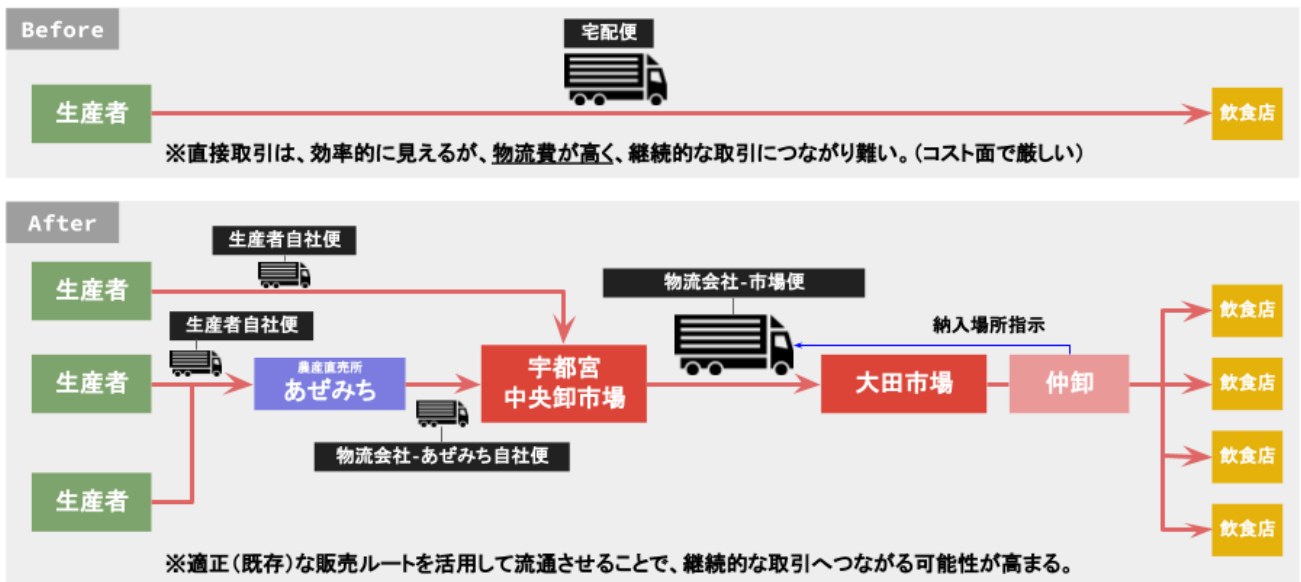 Before
宅配便
生産者
飲食店
※直接取引は、効率的に見えるが、物流費が高く、継続的な取引につながり難い。(コスト面で厳しい)
After
生産者自社便
生産者
物流会社-市場便
飲食店
生産者自社便
納入場所指示
生産者
農産直売所
あぜみち
宇都宮
中央卸市場
大田市場
仲卸
飲食店
物流会社-あぜみち自社便
飲食店
生産者
飲食店
※適正(既存)な販売ルートを活用して流通させることで、継続的な取引へつながる可能性が高まる。